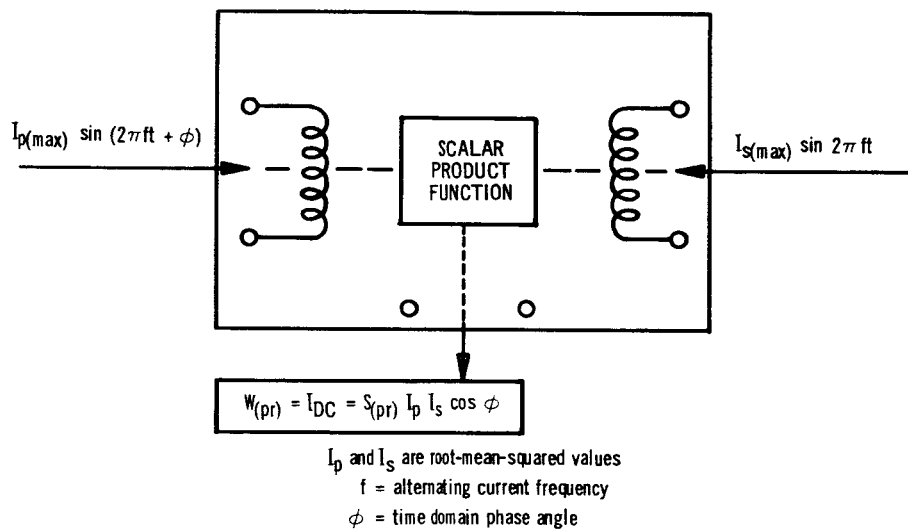 I_p(max) sin (2πft + φ)
SCALAR
PRODUCT
FUNCTION
I_s(max) sin 2πft
W_(pr) = I_DC = S_(pr) I_p I_s cos φ
I_p and I_s are root-mean-squared values
f = alternating current frequency
φ = time domain phase angle